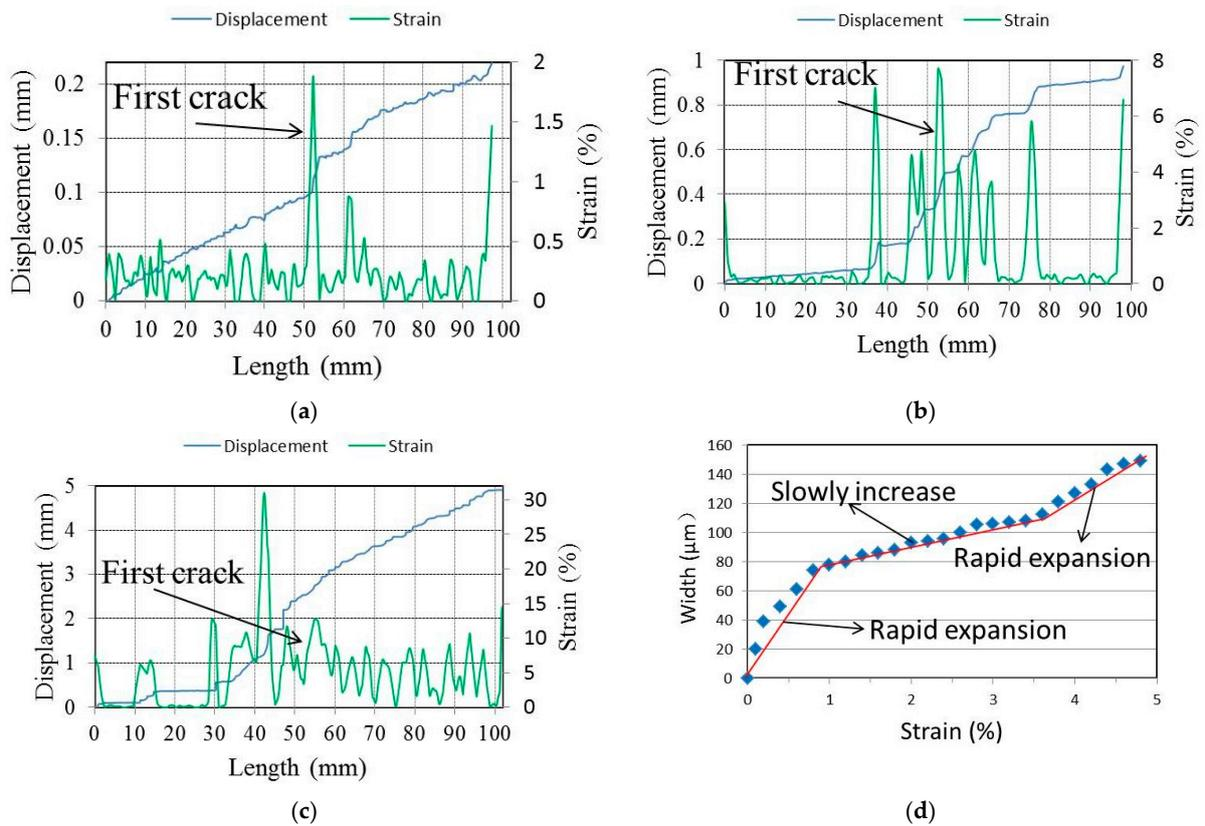 Displacement Strain
Displacement (mm)
0.2
0.15
0.1
0.05
0
First crack
2
1.5
1
0.5
0
Strain (%)
0 10 20 30 40 50 60 70 80 90 100
Length (mm)
(a)
Displacement Strain
Displacement (mm)
1
0.8
0.6
0.4
0.2
0
First crack
8
6
4
2
0
Strain (%)
0 10 20 30 40 50 60 70 80 90 100
Length (mm)
(b)
Displacement Strain
Displacement (mm)
5
4
3
2
1
0
First crack
30
25
20
15
10
5
0
Strain (%)
0 10 20 30 40 50 60 70 80 90 100
Length (mm)
(c)
Width (μm)
160
140
120
100
80
60
40
20
0
Slowly increase
Rapid expansion
Rapid expansion
0 1 2 3 4 5
Strain (%)
(d)